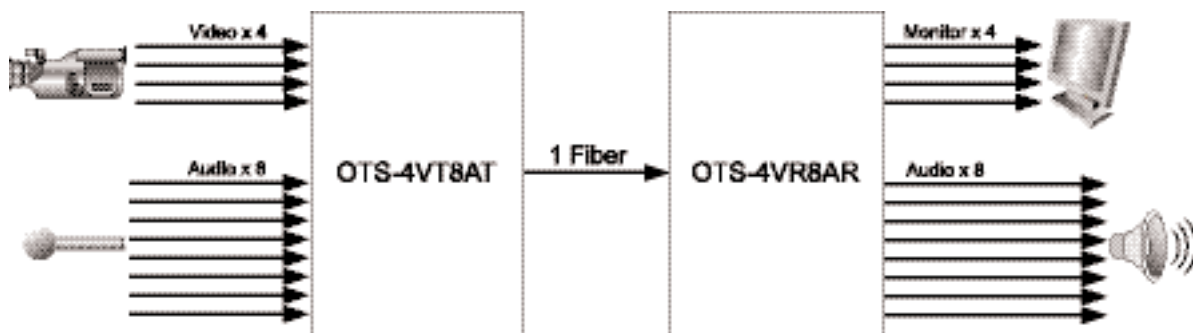 Video x 4
Monitor x 4
Audio x 8
OTS-4VT8AT
1 Fiber
OTS-4VR8AR
Audio x 8